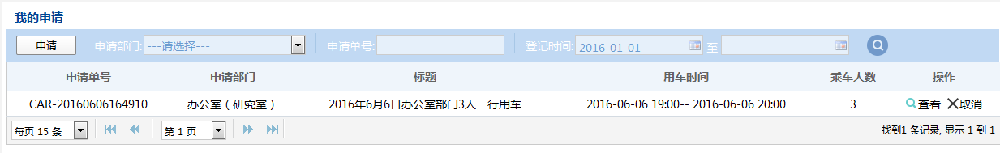 我的申请
申请 申请部门: ---请选择--- 申请单号: 登记时间: 2016-01-01 至
申请单号 申请部门 标题 用车时间 乘车人数 操作
CAR-20160606164910 办公室（研究室） 2016年6月6日办公室部门3人一行用车 2016-06-06 19:00-- 2016-06-06 20:00 3 查看 取消
每页 15 条 第 1 页 找到1 条记录, 显示 1 到 1